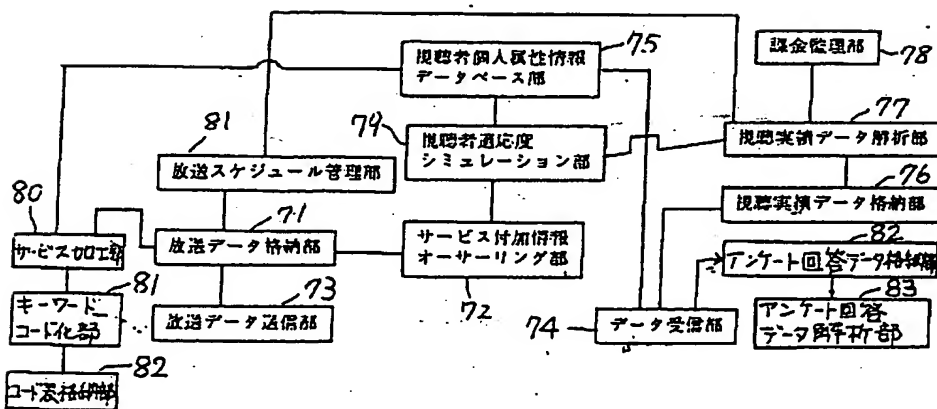 視聴者個人属性情報
データベース部
75
課金監理部
78
77
視聴実績データ解析部
79
視聴者適応度
シミュレーション部
81
放送スケジュール管理部
76
視聴実績データ格納部
80
サービス加工部
71
放送データ格納部
サービス付加情報
オーサーリング部
72
82
アンケート回答データ格納部
81
キーワード
コード化部
73
放送データ送信部
74
データ受信部
83
アンケート回答
データ解析部
82
コード表格納部